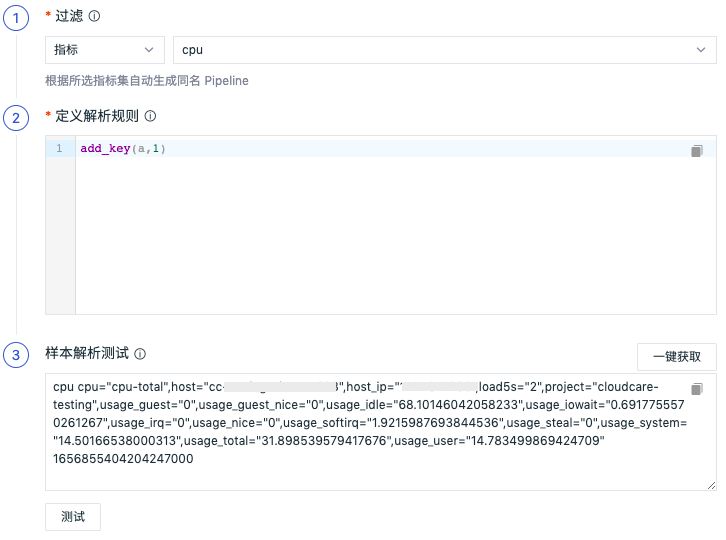 1 * 过滤
指标 cpu
根据所选指标集自动生成同名 Pipeline
2 * 定义解析规则
1 add_key(a,1)
3 样本解析测试
一键获取
cpu cpu="cpu-total",host="cc- 3",host_ip=" ,load5s="2",project="cloudcare-
testing",usage_guest="0",usage_guest_nice="0",usage_idle="68.10146042058233",usage_iowait="0.691775557
0261267",usage_irq="0",usage_nice="0",usage_softirq="1.9215987693844536",usage_steal="0",usage_system=
"14.50166538000313",usage_total="31.898539579417676",usage_user="14.783499869424709"
1656855404204247000
测试